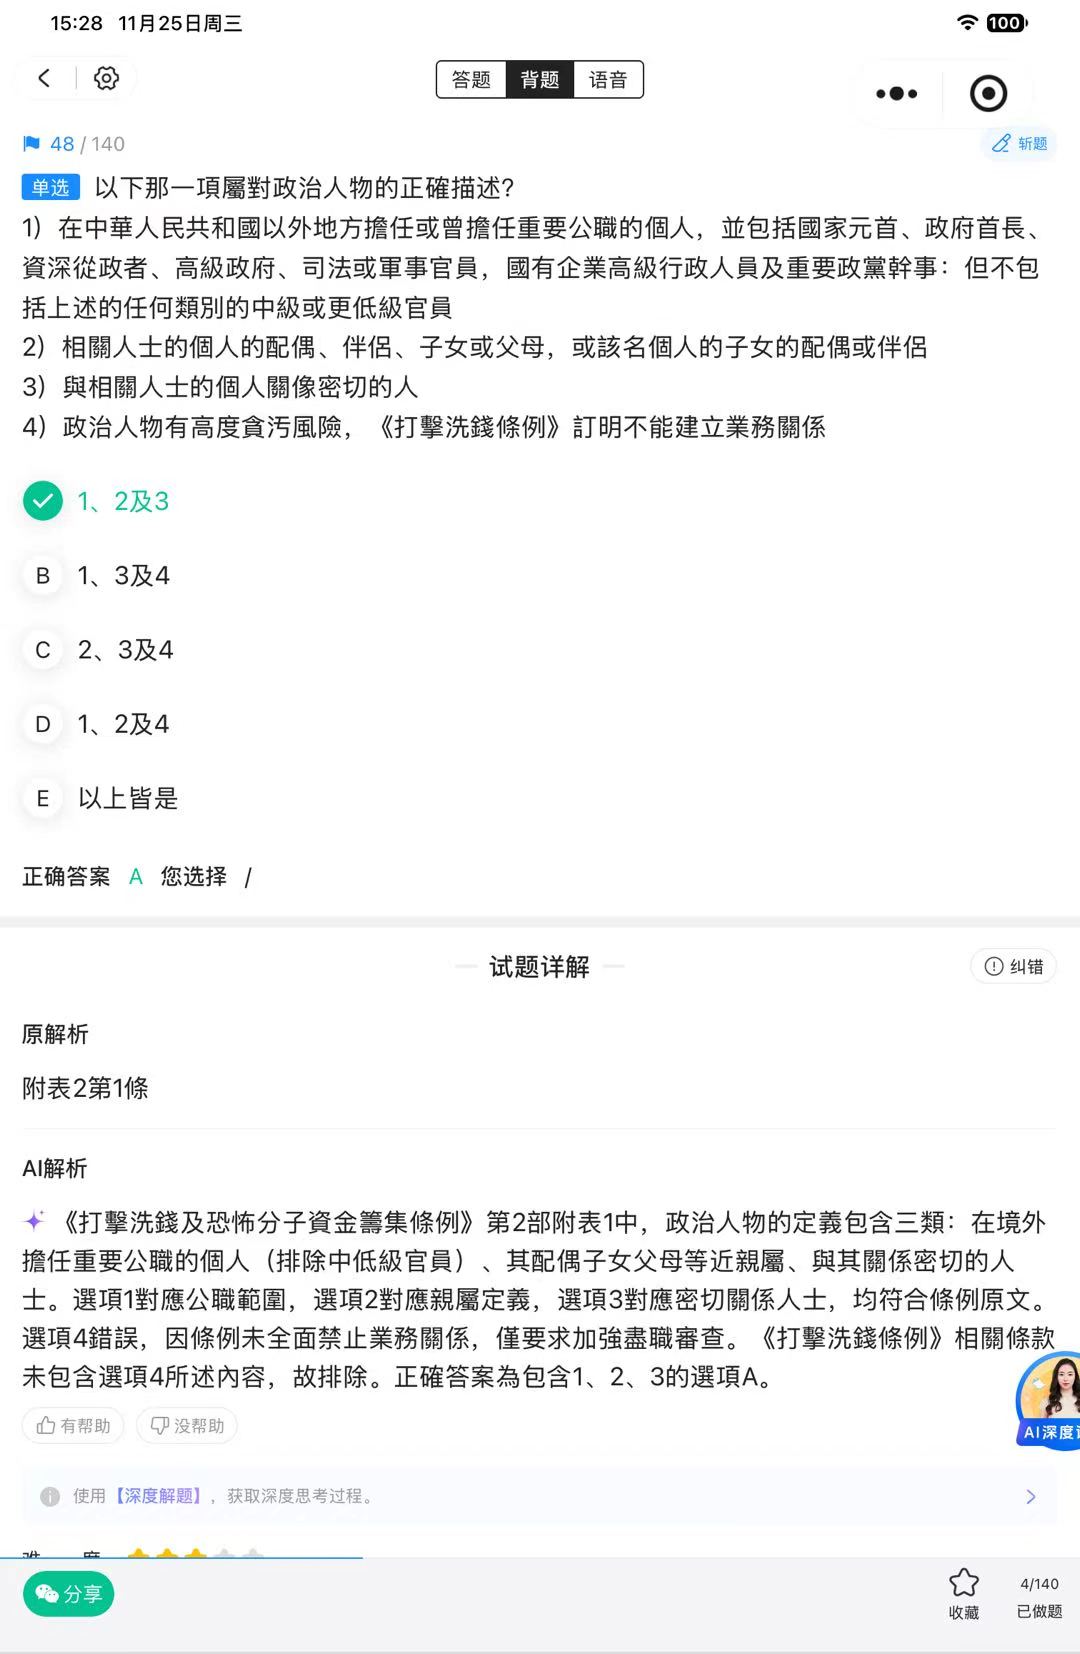 15:28 11月25日周三
100
答题 背题 语音
48 / 140
斩题
单选 以下那一項屬對政治人物的正確描述?
1）在中華人民共和國以外地方擔任或曾擔任重要公職的個人，並包括國家元首、政府首長、
資深從政者、高級政府、司法或軍事官員，國有企業高級行政人員及重要政黨幹事：但不包
括上述的任何類別的中級或更低級官員
2）相關人士的個人的配偶、伴侶、子女或父母，或該名個人的子女的配偶或伴侶
3）與相關人士的個人關像密切的人
4）政治人物有高度貪汚風險，《打擊洗錢條例》訂明不能建立業務關係
1、2及3
B 1、3及4
C 2、3及4
D 1、2及4
E 以上皆是
正确答案 A 您选择 /
试题详解
纠错
原解析
附表2第1條
AI解析
《打擊洗錢及恐怖分子資金籌集條例》第2部附表1中，政治人物的定義包含三類：在境外
擔任重要公職的個人（排除中低級官員）、其配偶子女父母等近親屬、與其關係密切的人
士。選項1對應公職範圍，選項2對應親屬定義，選項3對應密切關係人士，均符合條例原文。
選項4錯誤，因條例未全面禁止業務關係，僅要求加強盡職審查。《打擊洗錢條例》相關條款
未包含選項4所述內容，故排除。正確答案為包含1、2、3的選項A。
AI深度
有帮助 没帮助
使用【深度解题】，获取深度思考过程。
难 度
分享
收藏
4/140
已做题